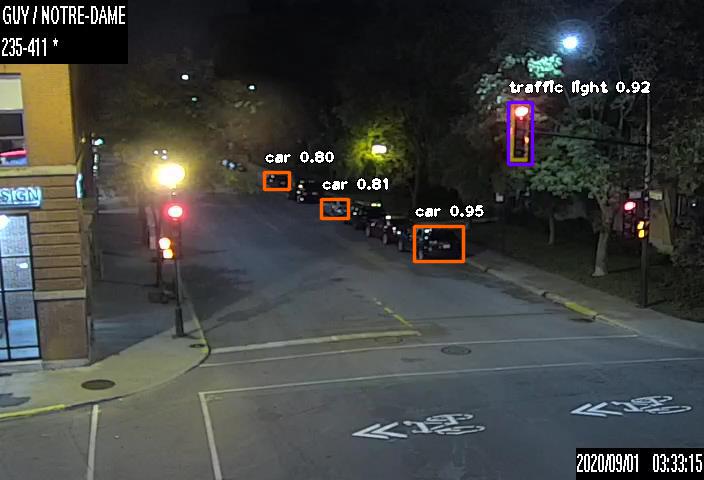 GUY / NOTRE-DAME
235-411 *
traffic light 0.92
car 0.80
car 0.81
SIGN
car 0.95
2020/09/01 03:33:15